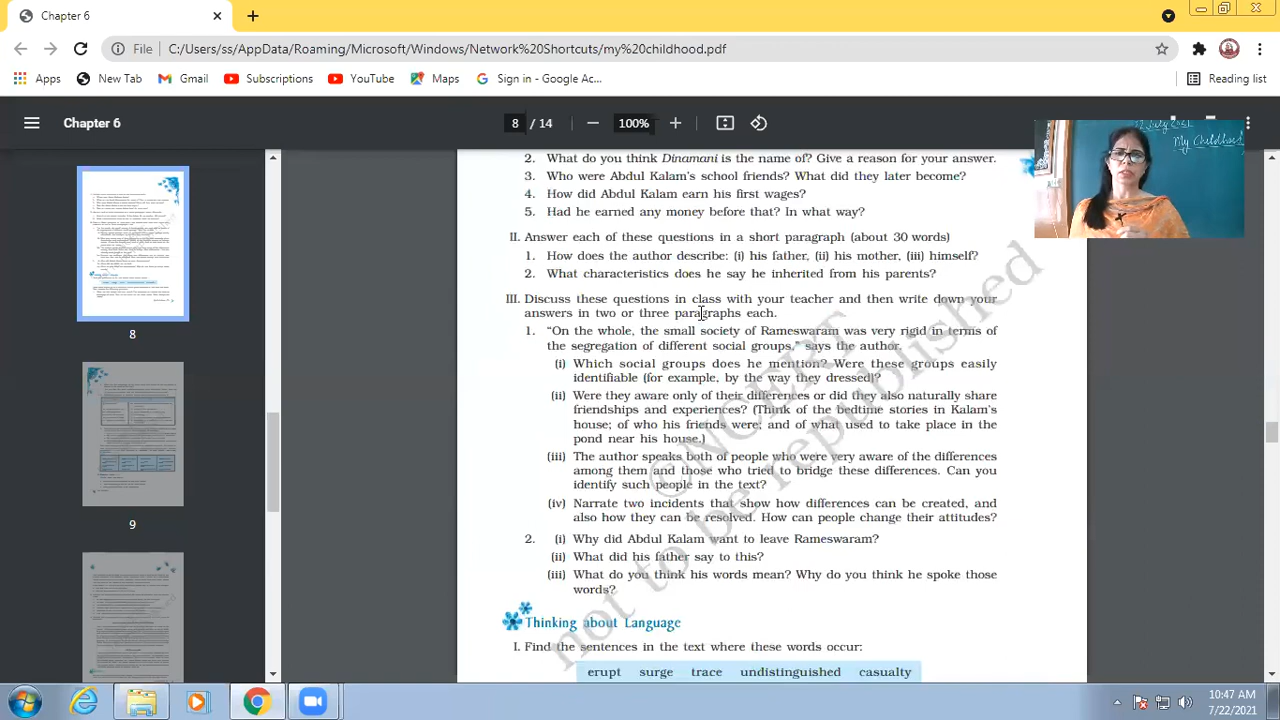 Chapter 6
File
C:/Users/ss/AppData/Roaming/Microsoft/Windows/Network%20Shortcuts/my%20childhood.pdf
Apps
New Tab
Gmail
Subscriptions
YouTube
Maps
Sign in - Google Ac...
Reading list
Chapter 6
8 / 14
100%
My Childhood
8
9
2. What do you think Dinamani is the name of? Give a reason for your answer.
3. Who were Abdul Kalam's school friends? What did they later become?
4. How did Abdul Kalam earn his first wages?
5. Had he earned any money before that? In what way?
II. Answer each of these questions in a short paragraph (about 30 words)
1. How does the author describe: (i) his father, (ii) his mother, (iii) himself?
2. What characteristics does he say he inherited from his parents?
III. Discuss these questions in class with your teacher and then write down your
answers in two or three paragraphs each.
1. “On the whole, the small society of Rameswaram was very rigid in terms of
the segregation of different social groups,” says the author.
(i) Which social groups does he mention? Were these groups easily
identifiable (for example, by the way they dressed)?
(ii) Were they aware only of their differences or did they also naturally share
friendships and experiences? (Think of the bedtime stories in Kalam's
house; of who his friends were; and of what used to take place in the
pond near his house.)
(iii) The author speaks both of people who were very aware of the differences
among them and those who tried to bridge these differences. Can you
identify such people in the text?
(iv) Narrate two incidents that show how differences can be created, and
also how they can be resolved. How can people change their attitudes?
2. (i) Why did Abdul Kalam want to leave Rameswaram?
(ii) What did his father say to this?
(iii) What do you think his words mean? Why do you think he spoke those
words?
Thinking about Language
I. Find the sentences in the text where these words occur:
erupt surge trace undistinguished casualty
10:47 AM
7/22/2021